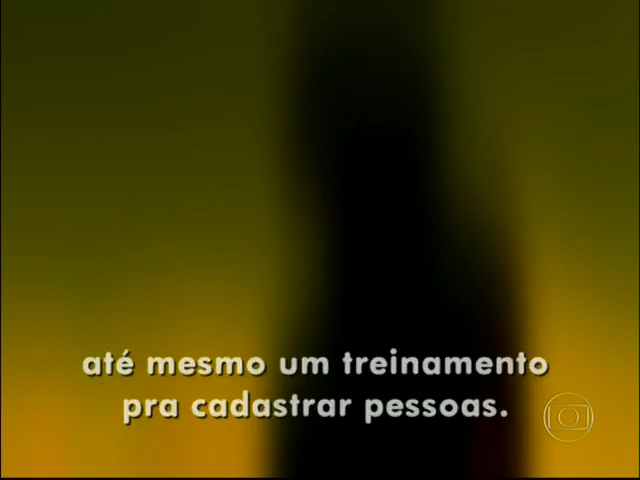 até mesmo um treinamento
pra cadastrar pessoas.